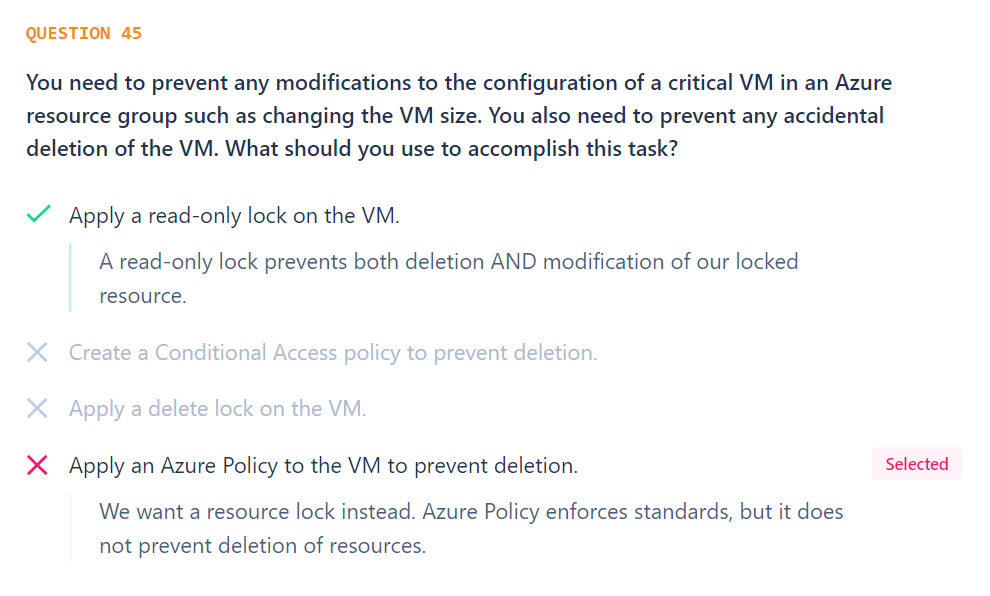 QUESTION 45
You need to prevent any modifications to the configuration of a critical VM in an Azure
resource group such as changing the VM size. You also need to prevent any accidental
deletion of the VM. What should you use to accomplish this task?
Apply a read-only lock on the VM.
A read-only lock prevents both deletion AND modification of our locked
resource.
Create a Conditional Access policy to prevent deletion.
Apply a delete lock on the VM.
Apply an Azure Policy to the VM to prevent deletion.
Selected
We want a resource lock instead. Azure Policy enforces standards, but it does
not prevent deletion of resources.